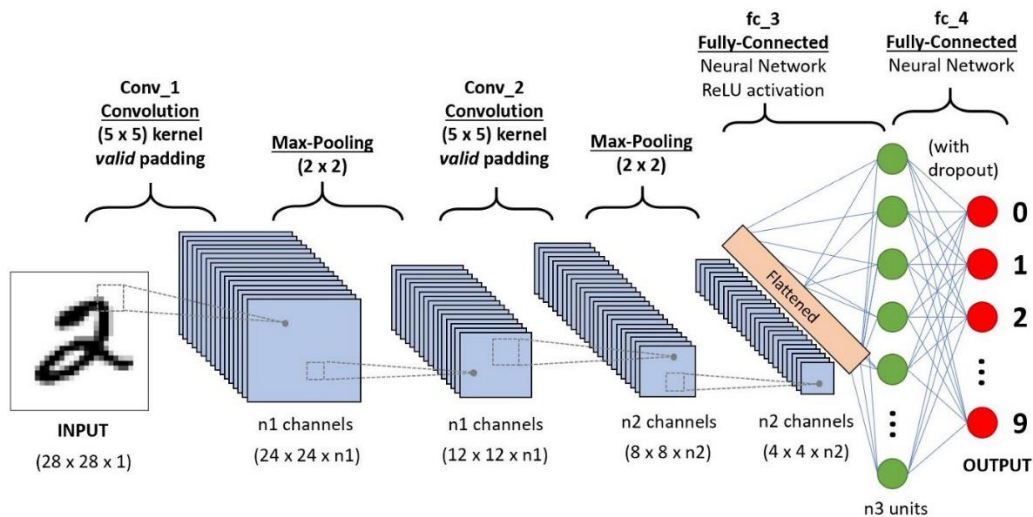 Conv_1
Convolution
(5 x 5) kernel
valid padding
Max-Pooling
(2 x 2)
Conv_2
Convolution
(5 x 5) kernel
valid padding
Max-Pooling
(2 x 2)
fc_3
Fully-Connected
Neural Network
ReLU activation
fc_4
Fully-Connected
Neural Network
(with
dropout)
2
INPUT
(28 x 28 x 1)
n1 channels
(24 x 24 x n1)
n1 channels
(12 x 12 x n1)
n2 channels
(8 x 8 x n2)
n2 channels
(4 x 4 x n2)
Flattened
n3 units
0
1
2
9
OUTPUT